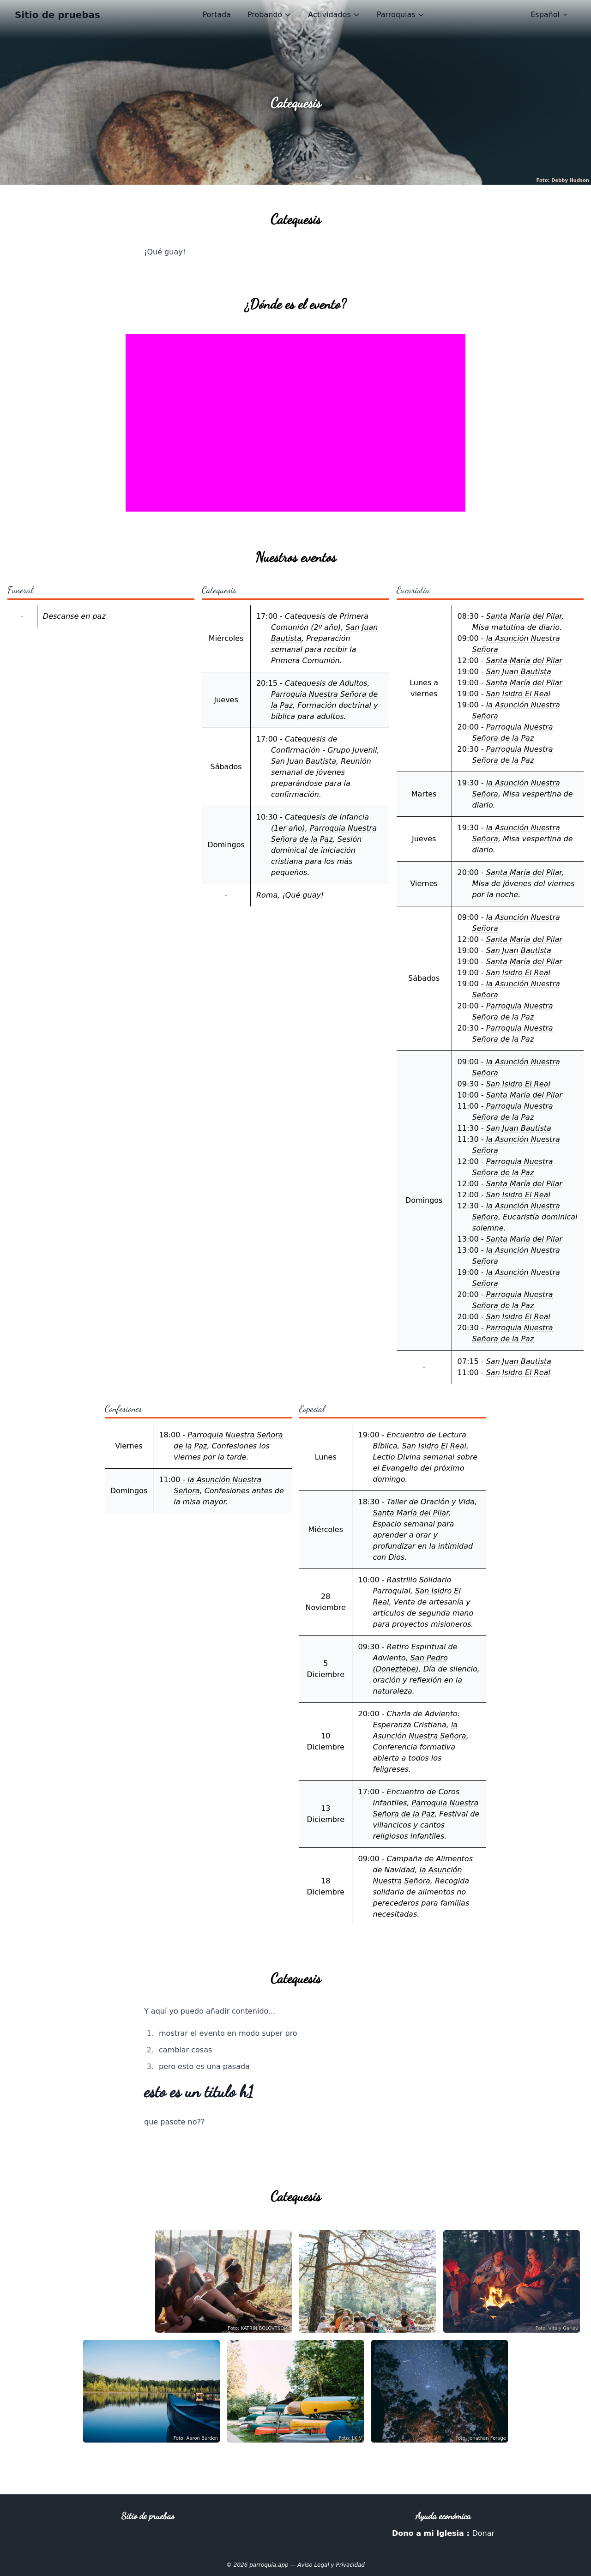 Sitio de pruebas
Portada
Probando
Actividades
Parroquias
Español
Catequesis
Foto: Debby Hudson
Catequesis
¡Qué guay!
¿Dónde es el evento?
Nuestros eventos
Funeral
-
Descanse en paz
Catequesis
Miércoles
17:00 - Catequesis de Primera
Comunión (2º año), San Juan
Bautista, Preparación
semanal para recibir la
Primera Comunión.
Jueves
20:15 - Catequesis de Adultos,
Parroquia Nuestra Señora de
la Paz, Formación doctrinal y
bíblica para adultos.
Sábados
17:00 - Catequesis de
Confirmación - Grupo Juvenil,
San Juan Bautista, Reunión
semanal de jóvenes
preparándose para la
confirmación.
Domingos
10:30 - Catequesis de Infancia
(1er año), Parroquia Nuestra
Señora de la Paz, Sesión
dominical de iniciación
cristiana para los más
pequeños.
-
Roma, ¡Qué guay!
Eucaristía
Lunes a
viernes
08:30 - Santa María del Pilar,
Misa matutina de diario.
09:00 - la Asunción Nuestra
Señora
12:00 - Santa María del Pilar
19:00 - San Juan Bautista
19:00 - Santa María del Pilar
19:00 - San Isidro El Real
19:00 - la Asunción Nuestra
Señora
20:00 - Parroquia Nuestra
Señora de la Paz
20:30 - Parroquia Nuestra
Señora de la Paz
Martes
19:30 - la Asunción Nuestra
Señora, Misa vespertina de
diario.
Jueves
19:30 - la Asunción Nuestra
Señora, Misa vespertina de
diario.
Viernes
20:00 - Santa María del Pilar,
Misa de jóvenes del viernes
por la noche.
Sábados
09:00 - la Asunción Nuestra
Señora
12:00 - Santa María del Pilar
19:00 - San Juan Bautista
19:00 - Santa María del Pilar
19:00 - San Isidro El Real
19:00 - la Asunción Nuestra
Señora
20:00 - Parroquia Nuestra
Señora de la Paz
20:30 - Parroquia Nuestra
Señora de la Paz
Domingos
09:00 - la Asunción Nuestra
Señora
09:30 - San Isidro El Real
10:00 - Santa María del Pilar
11:00 - Parroquia Nuestra
Señora de la Paz
11:30 - San Juan Bautista
11:30 - la Asunción Nuestra
Señora
12:00 - Parroquia Nuestra
Señora de la Paz
12:00 - Santa María del Pilar
12:00 - San Isidro El Real
12:30 - la Asunción Nuestra
Señora, Eucaristía dominical
solemne.
13:00 - Santa María del Pilar
13:00 - la Asunción Nuestra
Señora
19:00 - la Asunción Nuestra
Señora
20:00 - Parroquia Nuestra
Señora de la Paz
20:00 - San Isidro El Real
20:30 - Parroquia Nuestra
Señora de la Paz
-
07:15 - San Juan Bautista
11:00 - San Isidro El Real
Confesiones
Viernes
18:00 - Parroquia Nuestra Señora
de la Paz, Confesiones los
viernes por la tarde.
Domingos
11:00 - la Asunción Nuestra
Señora, Confesiones antes de
la misa mayor.
Especial
Lunes
19:00 - Encuentro de Lectura
Bíblica, San Isidro El Real,
Lectio Divina semanal sobre
el Evangelio del próximo
domingo.
Miércoles
18:30 - Taller de Oración y Vida,
Santa María del Pilar,
Espacio semanal para
aprender a orar y
profundizar en la intimidad
con Dios.
28
Noviembre
10:00 - Rastrillo Solidario
Parroquial, San Isidro El
Real, Venta de artesanía y
artículos de segunda mano
para proyectos misioneros.
5
Diciembre
09:30 - Retiro Espiritual de
Adviento, San Pedro
(Doneztebe), Día de silencio,
oración y reflexión en la
naturaleza.
10
Diciembre
20:00 - Charla de Adviento:
Esperanza Cristiana, la
Asunción Nuestra Señora,
Conferencia formativa
abierta a todos los
feligreses.
13
Diciembre
17:00 - Encuentro de Coros
Infantiles, Parroquia Nuestra
Señora de la Paz, Festival de
villancicos y cantos
religiosos infantiles.
18
Diciembre
09:00 - Campaña de Alimentos
de Navidad, la Asunción
Nuestra Señora, Recogida
solidaria de alimentos no
perecederos para familias
necesitadas.
Catequesis
Y aquí yo puedo añadir contenido...
1. mostrar el evento en modo super pro
2. cambiar cosas
3. pero esto es una pasada
esto es un titulo h1
que pasote no??
Catequesis
Foto: KATRIN BOLOVTSOVA
Foto: Vitaly Gariev
Foto: Aaron Burden
Foto: LK V
Foto: Jonathan Forage
Sitio de pruebas
Ayuda económica
Dono a mi Iglesia : Donar
© 2026 parroquia.app — Aviso Legal y Privacidad